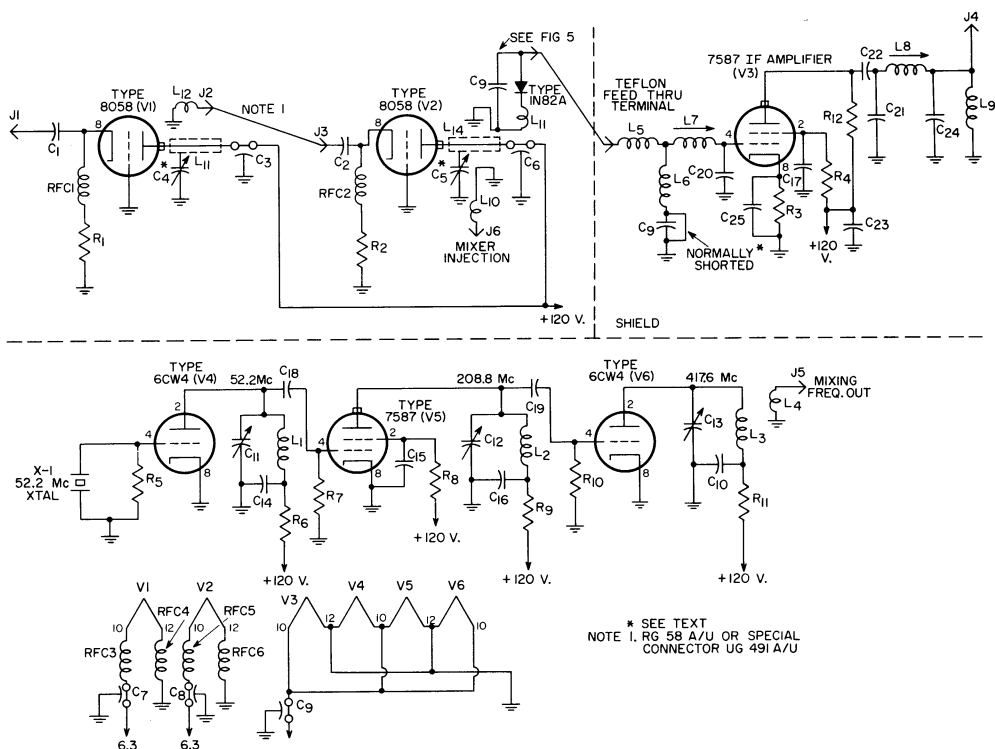 SEE FIG 5
J4
7587 IF AMPLIFIER
(V3)
C22
L8
TYPE
8058 (V1)
L12
J2
NOTE 1
TYPE
8058 (V2)
C9
TYPE
IN82A
TEFLON
FEED THRU
TERMINAL
L9
J1
8
C1
L11
C4
*
C3
J3
8
C2
L14
L11
C5
*
C6
L5
L7
4
2
R12
C21
C24
RFC1
RFC2
L10
J6
MIXER
INJECTION
L6
C20
8
C17
R4
C25
R3
C23
R1
R2
C9
NORMALLY *
SHORTED
+120
V.
+120 V.
SHIELD
TYPE
6CW4 (V4)
52.2Mc
C18
208.8 Mc
TYPE
6CW4 (V6)
417.6 Mc
J5
MIXING
FREQ. OUT
L4
TYPE
7587 (V5)
C19
2
4
8
C11
L1
4
2
8
C15
C12
L2
2
4
8
C13
L3
X-1
52.2 Mc
XTAL
R5
C14
R7
R8
C16
R10
C10
R6
R9
R11
+120 V.
+120 V.
+120 V.
+120 V.
V1
V2
V3
V4
V5
V6
RFC4
RFC5
10
12
10
12
10
12
10
12
10
RFC3
RFC6
* SEE TEXT
NOTE 1. RG 58 A/U OR SPECIAL
CONNECTOR UG 491 A/U
C7
C8
C9
6.3
6.3